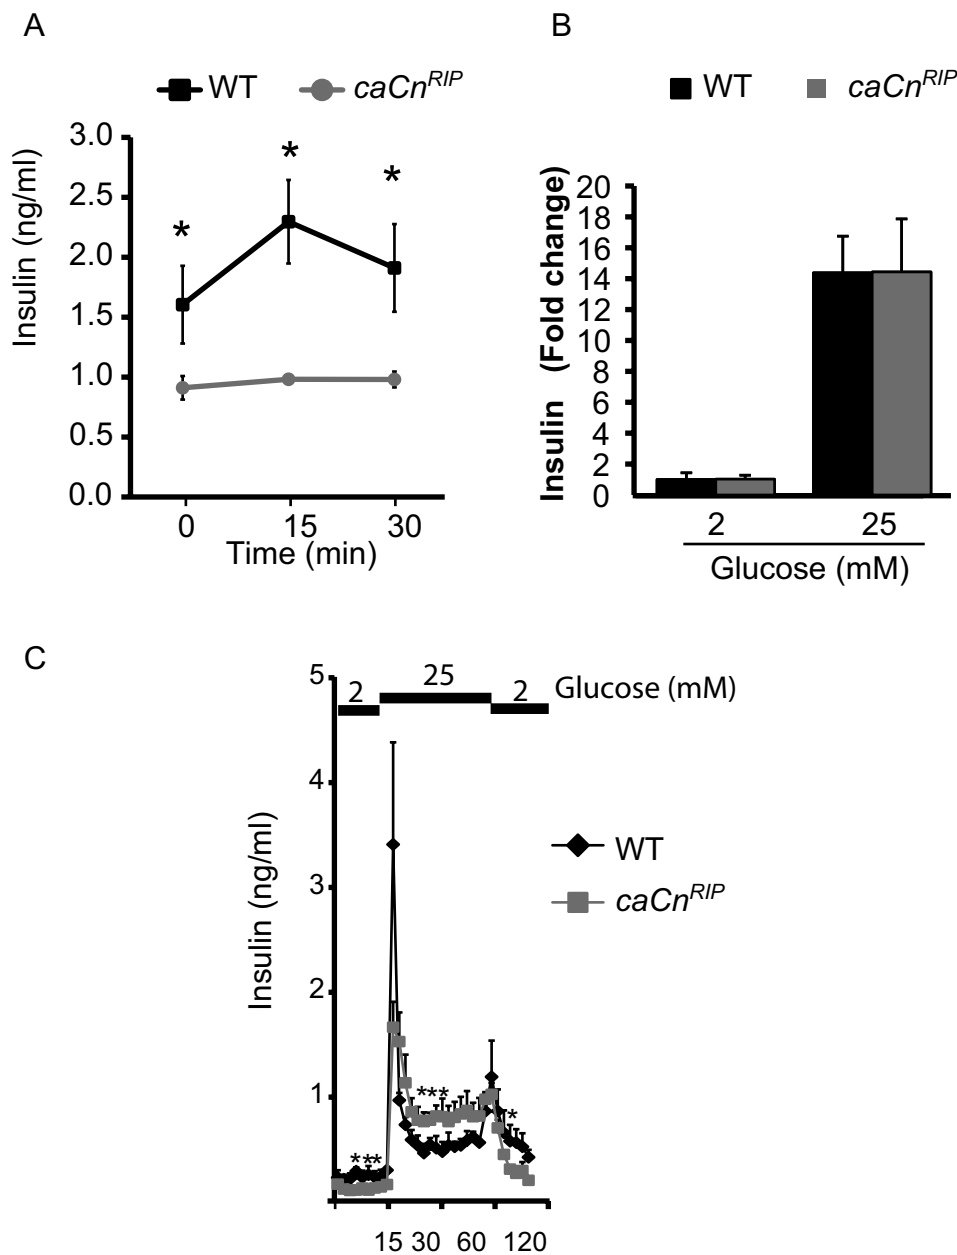 A
WT caCn^RIP
3.0
2.5
2.0
1.5
1.0
0.5
0.0
Insulin (ng/ml)
* * *
0 15 30
Time (min)
B
WT caCn^RIP
20
18
16
14
12
10
8
6
4
2
0
Insulin (Fold change)
2 25
Glucose (mM)
C
5
4
3
2
1
Insulin (ng/ml)
2 25 2 Glucose (mM)
WT
caCn^RIP
***
***
*
15 30 60 120